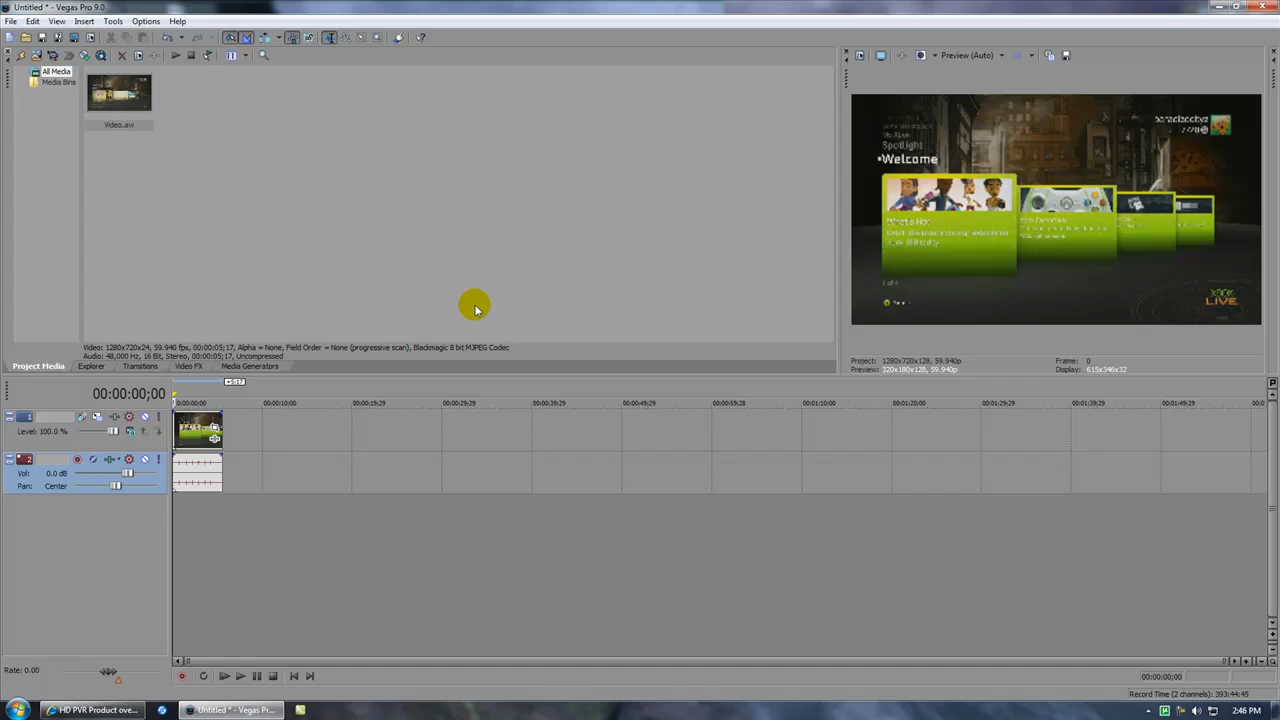 Untitled * - Vegas Pro 9.0
File Edit View Insert Tools Options Help
Preview (Auto)
All Media
Media Bins
Video.avi
Spotlight
Welcome
XBOX
LIVE
Video: 1280x720x24, 59.940 fps, 00:00:05;17, Alpha = None, Field Order = None (progressive scan), Blackmagic 8 bit MJPEG Codec
Audio: 48,000 Hz, 16 Bit, Stereo, 00:00:05;17, Uncompressed
Project Media Explorer Transitions Video FX Media Generators
Project: 1280x720x128, 59.940p Frame: 0
Preview: 320x180x128, 59.940p Display: 615x346x32
00:00:00;00
+5;17
00:00:00 00:00:10;00 00:00:19;29 00:00:29;29 00:00:39;29 00:00:49;29 00:00:59;28 00:01:10;00 00:01:20;00 00:01:29;29 00:01:39;29 00:01:49;29 00:0
1
Level: 100.0 %
2
Vol: 0.0 dB
Pan: Center
Rate: 0.00
00:00:00;00
Record Time (2 channels): 393:44:45
HD PVR Product ove... Untitled * - Vegas Pr... 2:46 PM